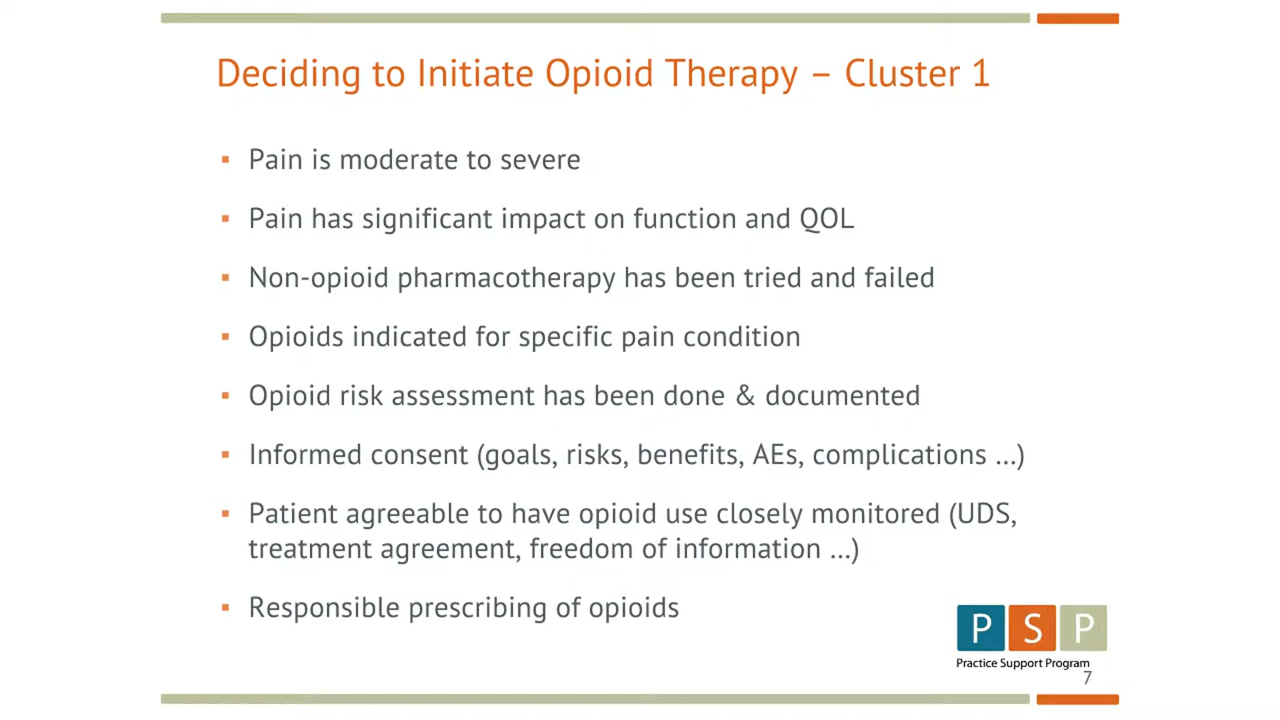 Deciding to Initiate Opioid Therapy – Cluster 1
▪ Pain is moderate to severe
▪ Pain has significant impact on function and QOL
▪ Non-opioid pharmacotherapy has been tried and failed
▪ Opioids indicated for specific pain condition
▪ Opioid risk assessment has been done & documented
▪ Informed consent (goals, risks, benefits, AEs, complications ...)
▪ Patient agreeable to have opioid use closely monitored (UDS,
treatment agreement, freedom of information ...)
▪ Responsible prescribing of opioids
P S P
Practice Support Program
7